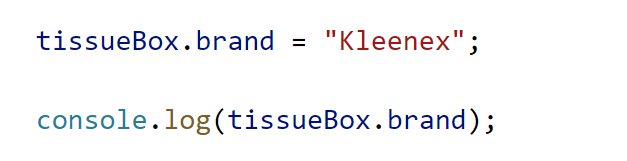 tissueBox.brand = "Kleenex";
console.log(tissueBox.brand);